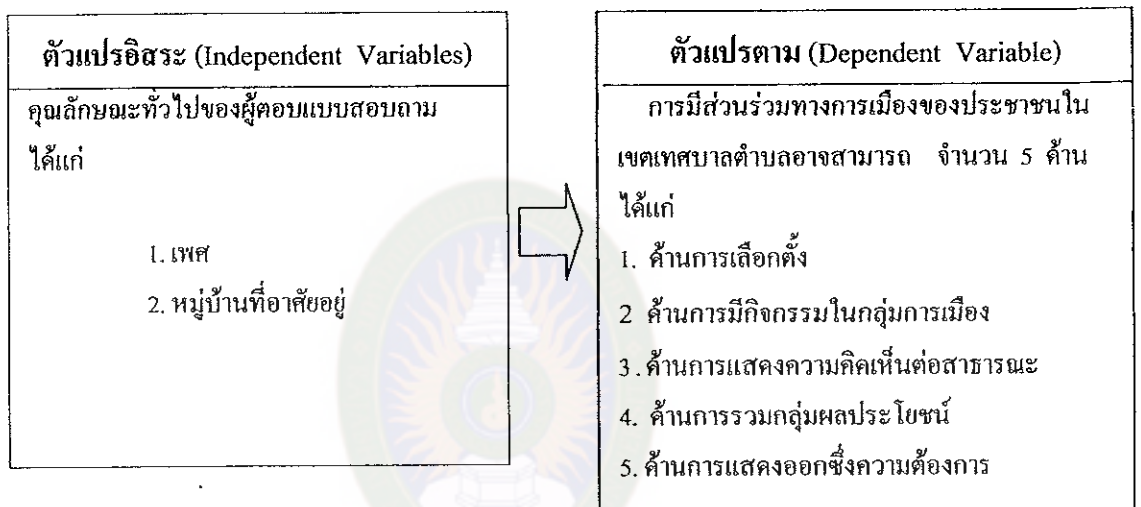 ตัวแปรอิสระ (Independent Variables)
คุณลักษณะทั่วไปของผู้ตอบแบบสอบถาม
ได้แก่
1. เพศ
2. หมู่บ้านที่อาศัยอยู่
ตัวแปรตาม (Dependent Variable)
การมีส่วนร่วมทางการเมืองของประชาชนใน
เขตเทศบาลตำบลอาจสามารถ จำนวน 5 ด้าน
ได้แก่
1. ด้านการเลือกตั้ง
2 ด้านการมีกิจกรรมในกลุ่มการเมือง
3. ด้านการแสดงความคิดเห็นต่อสาธารณะ
4. ด้านการรวมกลุ่มผลประโยชน์
5. ด้านการแสดงออกซึ่งความต้องการ